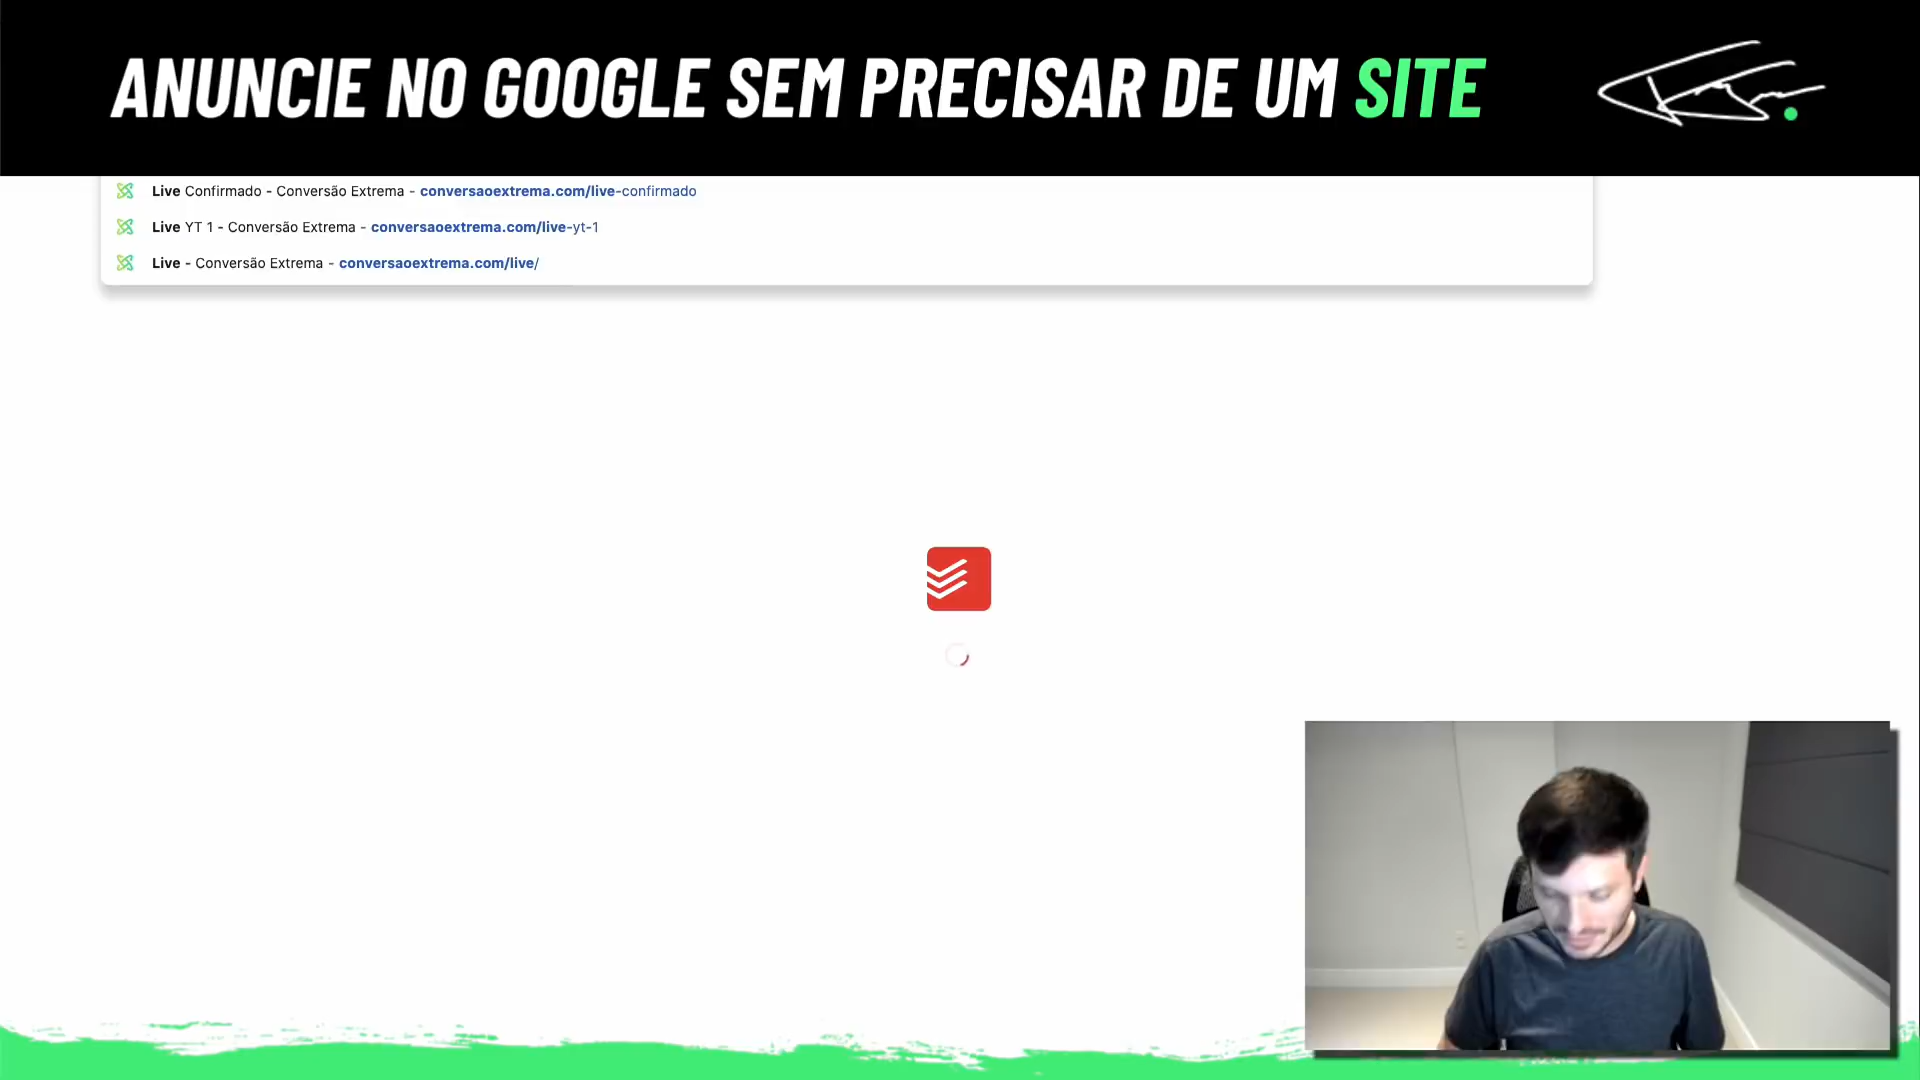 ANUNCIE NO GOOGLE SEM PRECISAR DE UM SITE
Live Confirmado - Conversão Extrema - conversaoextrema.com/live-confirmado
Live YT 1 - Conversão Extrema - conversaoextrema.com/live-yt-1
Live - Conversão Extrema - conversaoextrema.com/live/